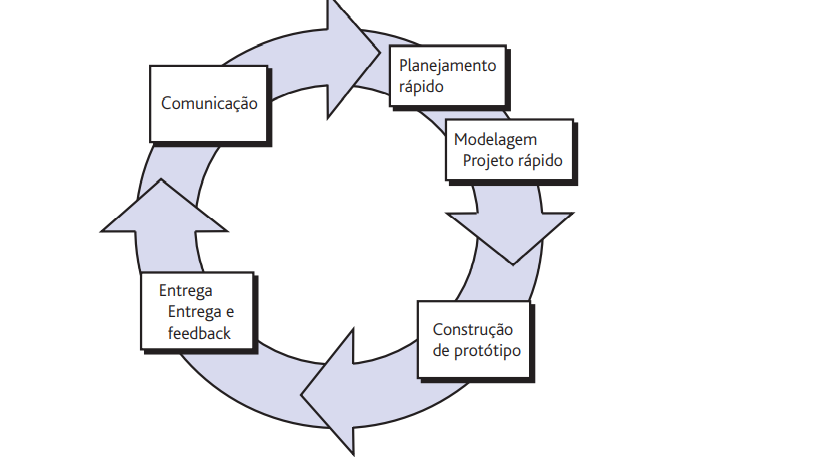 Comunicação
Planejamento
rápido
Modelagem
Projeto rápido
Construção
de protótipo
Entrega
Entrega e
feedback